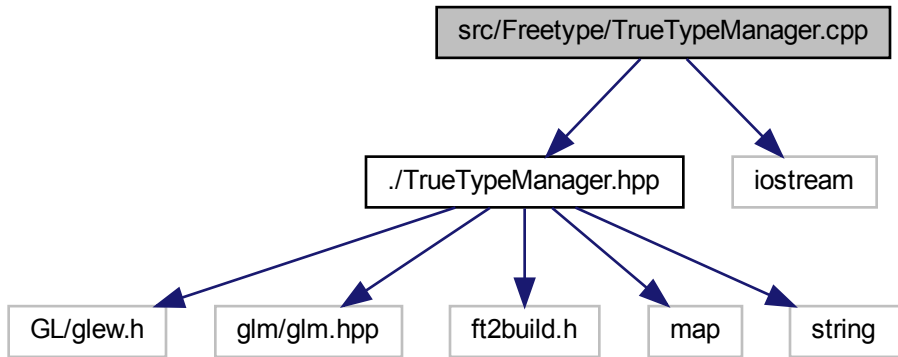 src/Freetype/TrueTypeManager.cpp
./TrueTypeManager.hpp
iostream
GL/glew.h
glm/glm.hpp
ft2build.h
map
string